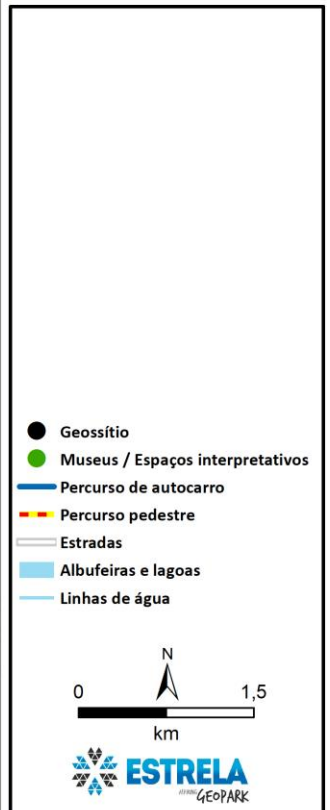 Geossítio
Museus / Espaços interpretativos
Percurso de autocarro
Percurso pedestre
Estradas
Albufeiras e lagoas
Linhas de água
N
0 1,5
km
ESTRELA
GEOPARK